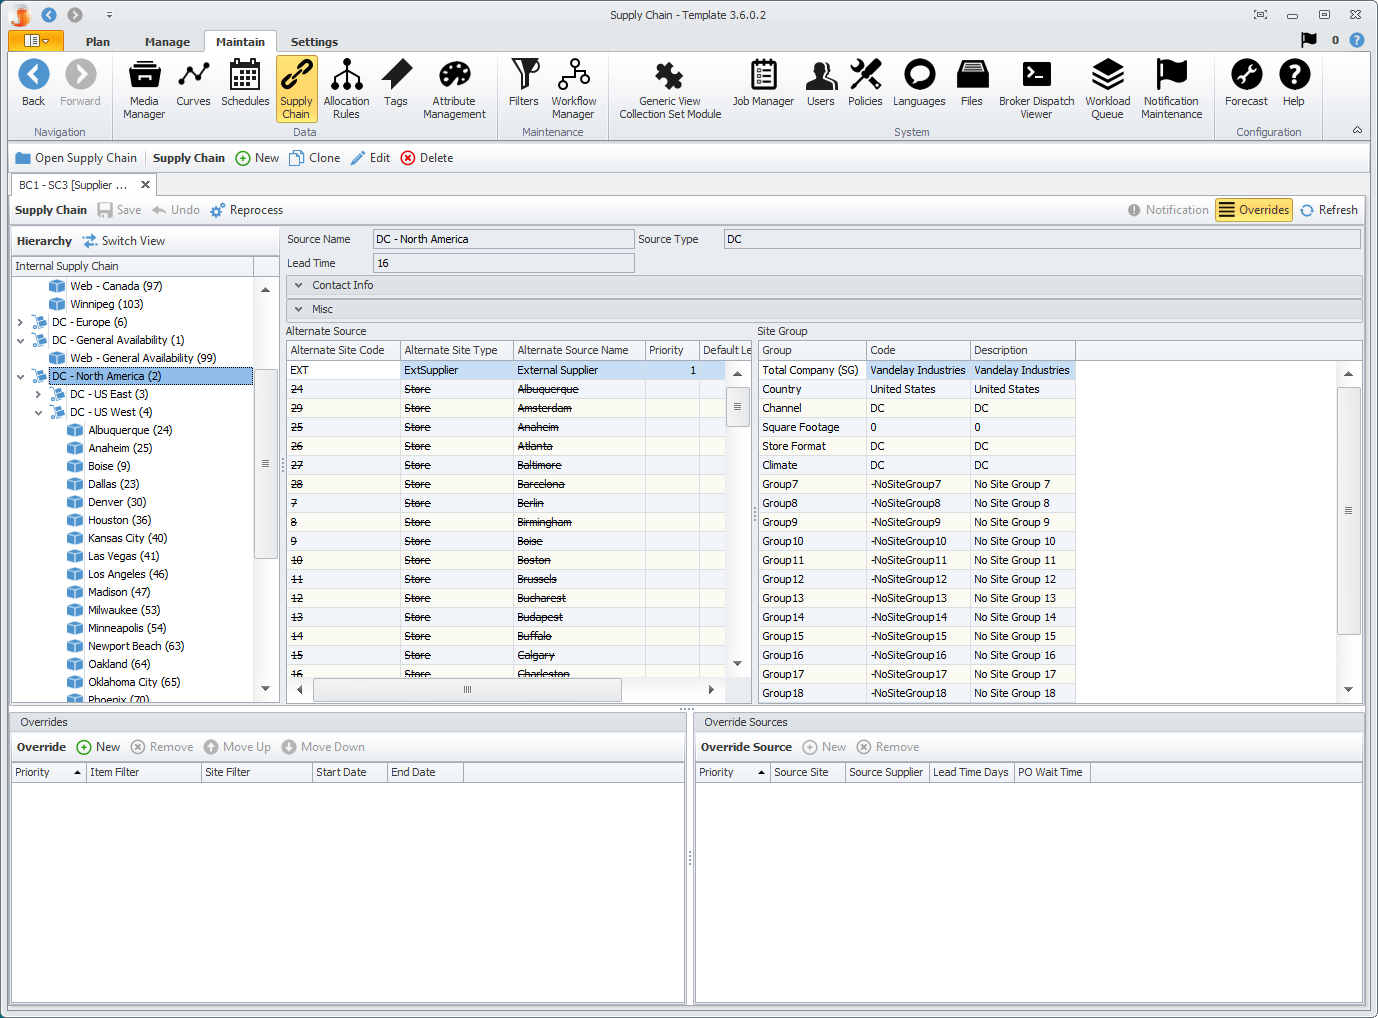 Supply Chain - Template 3.6.0.2
Plan Manage Maintain Settings 0
Back Forward Media Manager Curves Schedules Supply Chain Allocation Rules Tags Attribute Management Filters Workflow Manager Generic View Collection Set Module Job Manager Users Policies Languages Files Broker Dispatch Viewer Workload Queue Notification Maintenance Forecast Help
Navigation Data Maintenance System Configuration
Open Supply Chain Supply Chain New Clone Edit Delete
BC1 - SC3 [Supplier ...
Supply Chain Save Undo Reprocess Notification Overrides Refresh
Hierarchy Switch View
Internal Supply Chain
Web - Canada (97)
Winnipeg (103)
DC - Europe (6)
DC - General Availability (1)
Web - General Availability (99)
DC - North America (2)
DC - US East (3)
DC - US West (4)
Albuquerque (24)
Anaheim (25)
Boise (9)
Dallas (23)
Denver (30)
Houston (36)
Kansas City (40)
Las Vegas (41)
Los Angeles (46)
Madison (47)
Milwaukee (53)
Minneapolis (54)
Newport Beach (63)
Oakland (64)
Oklahoma City (65)
Phoenix (70)
Source Name DC - North America Source Type DC
Lead Time 16
Contact Info
Misc
Alternate Source
Alternate Site Code Alternate Site Type Alternate Source Name Priority Default Le
EXT ExtSupplier External Supplier 1
24 Store Albuquerque
29 Store Amsterdam
25 Store Anaheim
26 Store Atlanta
27 Store Baltimore
28 Store Barcelona
7 Store Berlin
8 Store Birmingham
9 Store Boise
10 Store Boston
11 Store Brussels
12 Store Bucharest
13 Store Budapest
14 Store Buffalo
15 Store Calgary
16 Store Charleston
Site Group
Group Code Description
Total Company (SG) Vandelay Industries Vandelay Industries
Country United States United States
Channel DC DC
Square Footage 0 0
Store Format DC DC
Climate DC DC
Group7 -NoSiteGroup7 No Site Group 7
Group8 -NoSiteGroup8 No Site Group 8
Group9 -NoSiteGroup9 No Site Group 9
Group10 -NoSiteGroup10 No Site Group 10
Group11 -NoSiteGroup11 No Site Group 11
Group12 -NoSiteGroup12 No Site Group 12
Group13 -NoSiteGroup13 No Site Group 13
Group14 -NoSiteGroup14 No Site Group 14
Group15 -NoSiteGroup15 No Site Group 15
Group16 -NoSiteGroup16 No Site Group 16
Group17 -NoSiteGroup17 No Site Group 17
Group18 -NoSiteGroup18 No Site Group 18
Overrides
Override New Remove Move Up Move Down
Priority Item Filter Site Filter Start Date End Date
Override Sources
Override Source New Remove
Priority Source Site Source Supplier Lead Time Days PO Wait Time